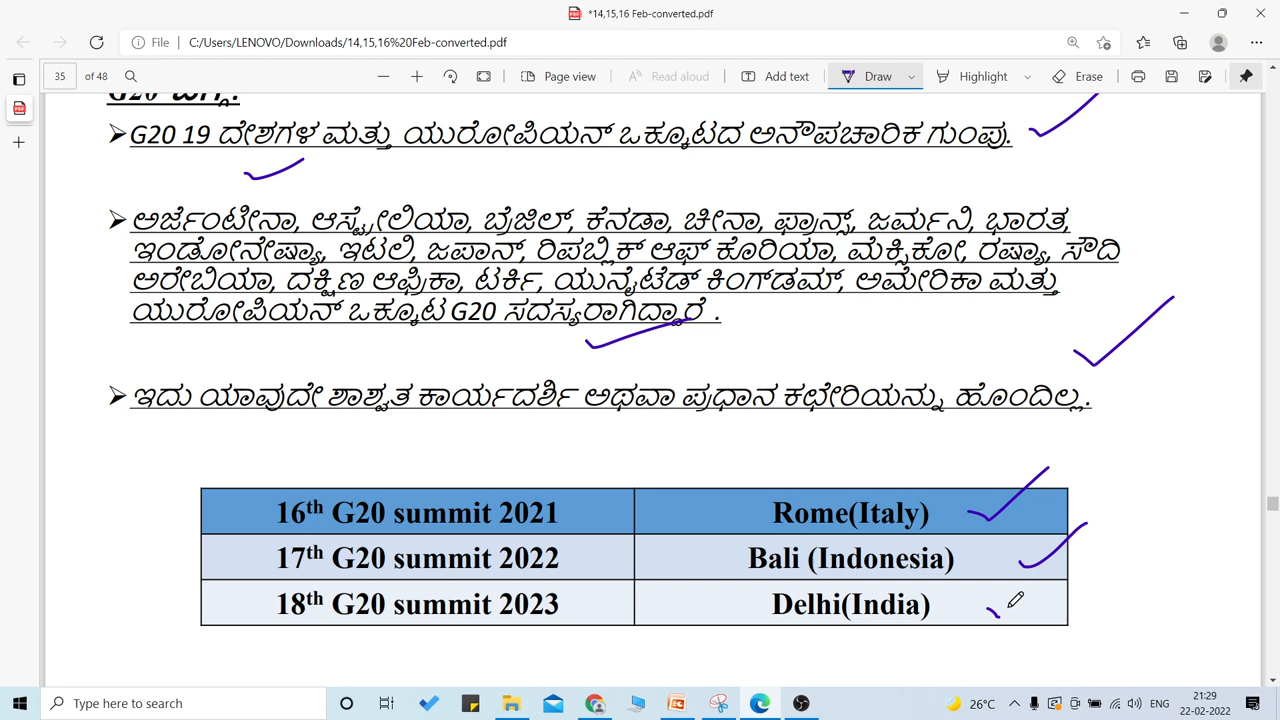 *14,15,16 Feb-converted.pdf
File C:/Users/LENOVO/Downloads/14,15,16%20Feb-converted.pdf
35 of 48 Page view Read aloud Add text Draw Highlight Erase
G20 ಬಗ್ಗೆ:
➢G20 19 ದೇಶಗಳ ಮತ್ತು ಯುರೋಪಿಯನ್ ಒಕ್ಕೂಟದ ಅನೌಪಚಾರಿಕ ಗುಂಪು.
➢ಅರ್ಜೆಂಟೀನಾ, ಆಸ್ಟ್ರೇಲಿಯಾ, ಬ್ರೆಜಿಲ್, ಕೆನಡಾ, ಚೀನಾ, ಫ್ರಾನ್ಸ್, ಜರ್ಮನಿ, ಭಾರತ,
ಇಂಡೋನೇಷ್ಯಾ, ಇಟಲಿ, ಜಪಾನ್, ರಿಪಬ್ಲಿಕ್ ಆಫ್ ಕೊರಿಯಾ, ಮೆಕ್ಸಿಕೋ, ರಷ್ಯಾ, ಸೌದಿ
ಅರೇಬಿಯಾ, ದಕ್ಷಿಣ ಆಫ್ರಿಕಾ, ಟರ್ಕಿ, ಯುನೈಟೆಡ್ ಕಿಂಗ್‌ಡಮ್, ಅಮೇರಿಕಾ ಮತ್ತು
ಯುರೋಪಿಯನ್ ಒಕ್ಕೂಟ G20 ಸದಸ್ಯರಾಗಿದ್ದಾರೆ .
➢ಇದು ಯಾವುದೇ ಶಾಶ್ವತ ಕಾರ್ಯದರ್ಶಿ ಅಥವಾ ಪ್ರಧಾನ ಕಛೇರಿಯನ್ನು ಹೊಂದಿಲ್ಲ.
16th G20 summit 2021 Rome(Italy)
17th G20 summit 2022 Bali (Indonesia)
18th G20 summit 2023 Delhi(India)
Type here to search 26°C ENG 21:29
22-02-2022